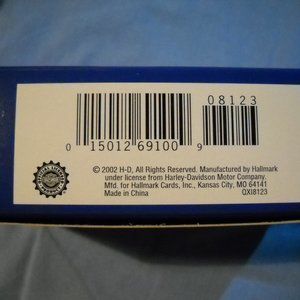 08123
0 15012 69100 9
© 2002 H-D, All Rights Reserved. Manufactured by Hallmark
under license from Harley-Davidson Motor Company.
Mfd. for Hallmark Cards, Inc., Kansas City, MO 64141
Made in China
QXI8123